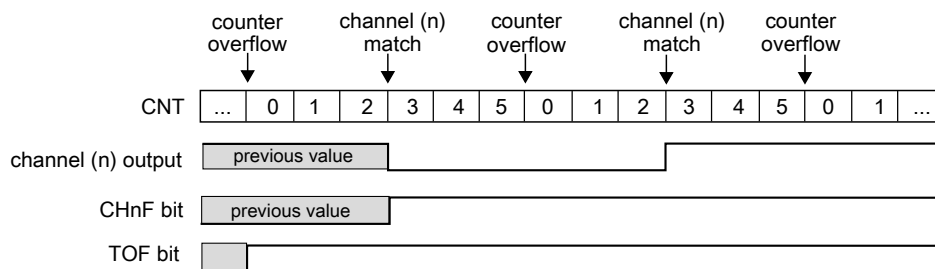 counter
overflow
channel (n)
match
counter
overflow
channel (n)
match
counter
overflow
CNT ... 0 1 2 3 4 5 0 1 2 3 4 5 0 1 ...
channel (n) output previous value
CHnF bit previous value
TOF bit